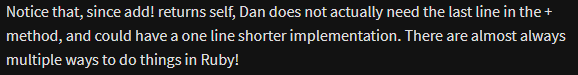 Notice that, since add! returns self, Dan does not actually need the last line in the +
method, and could have a one line shorter implementation. There are almost always
multiple ways to do things in Ruby!